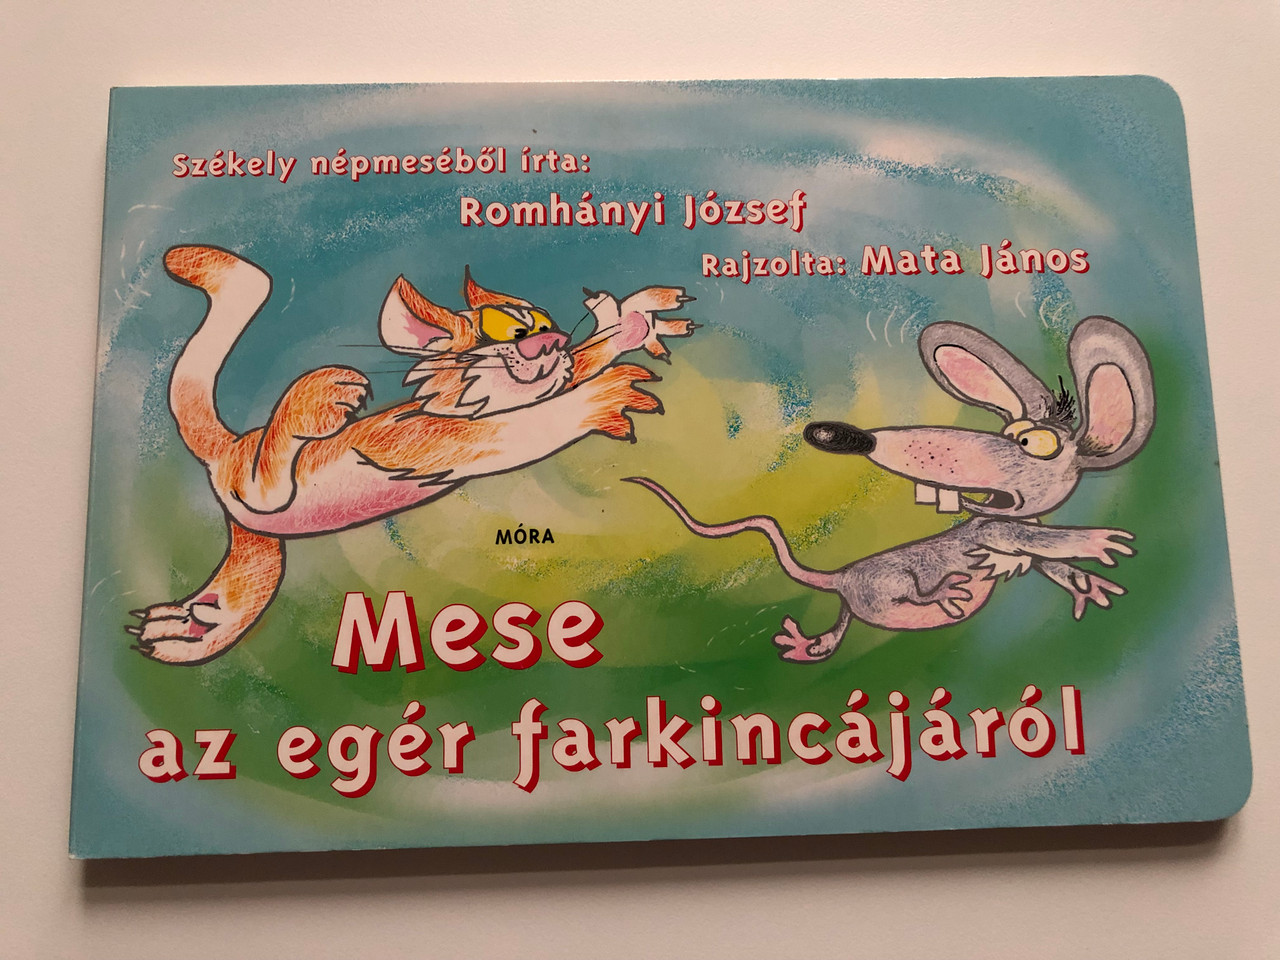 Székely népmeséből írta:
Romhányi József
Rajzolta: Mata János
MÓRA
Mese
az egér farkincájáról